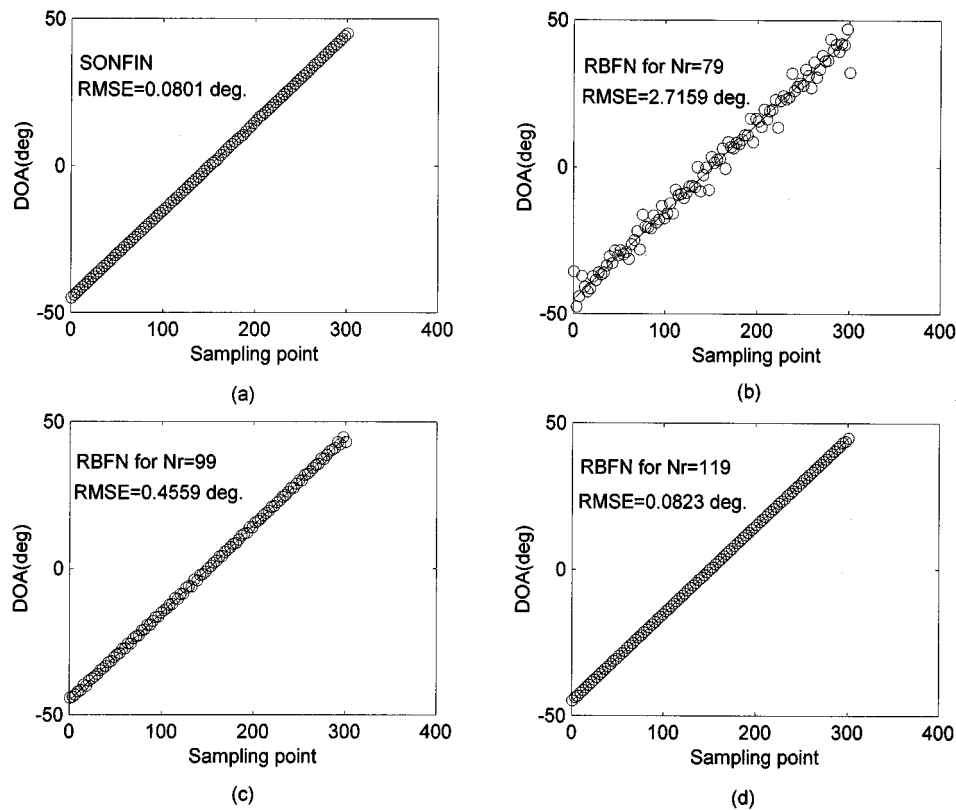 50
SONFIN
RMSE=0.0801 deg.
DOA(deg)
0
-50
0 100 200 300 400
Sampling point
(a)
50
RBFN for Nr=79
RMSE=2.7159 deg.
DOA(deg)
0
-50
0 100 200 300 400
Sampling point
(b)
50
RBFN for Nr=99
RMSE=0.4559 deg.
DOA(deg)
0
-50
0 100 200 300 400
Sampling point
(c)
50
RBFN for Nr=119
RMSE=0.0823 deg.
DOA(deg)
0
-50
0 100 200 300 400
Sampling point
(d)